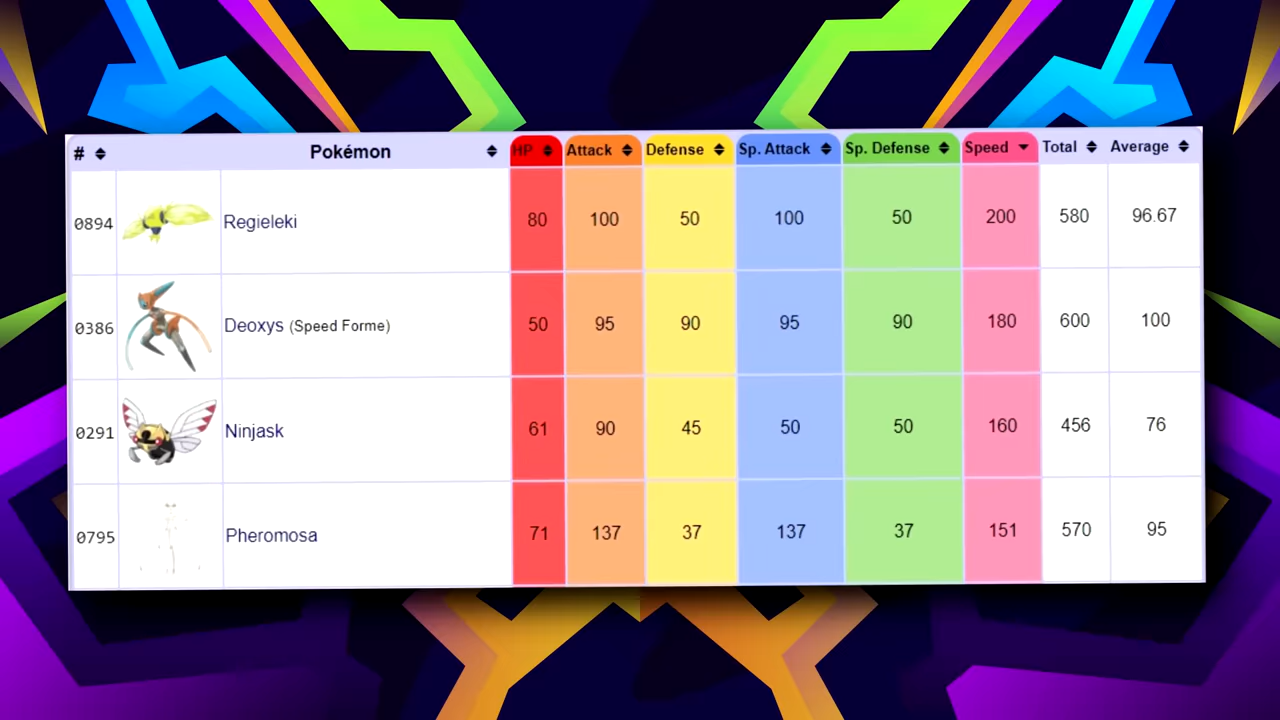 # Pokémon HP Attack Defense Sp. Attack Sp. Defense Speed Total Average
0894 Regieleki 80 100 50 100 50 200 580 96.67
0386 Deoxys (Speed Forme) 50 95 90 95 90 180 600 100
0291 Ninjask 61 90 45 50 50 160 456 76
0795 Pheromosa 71 137 37 137 37 151 570 95